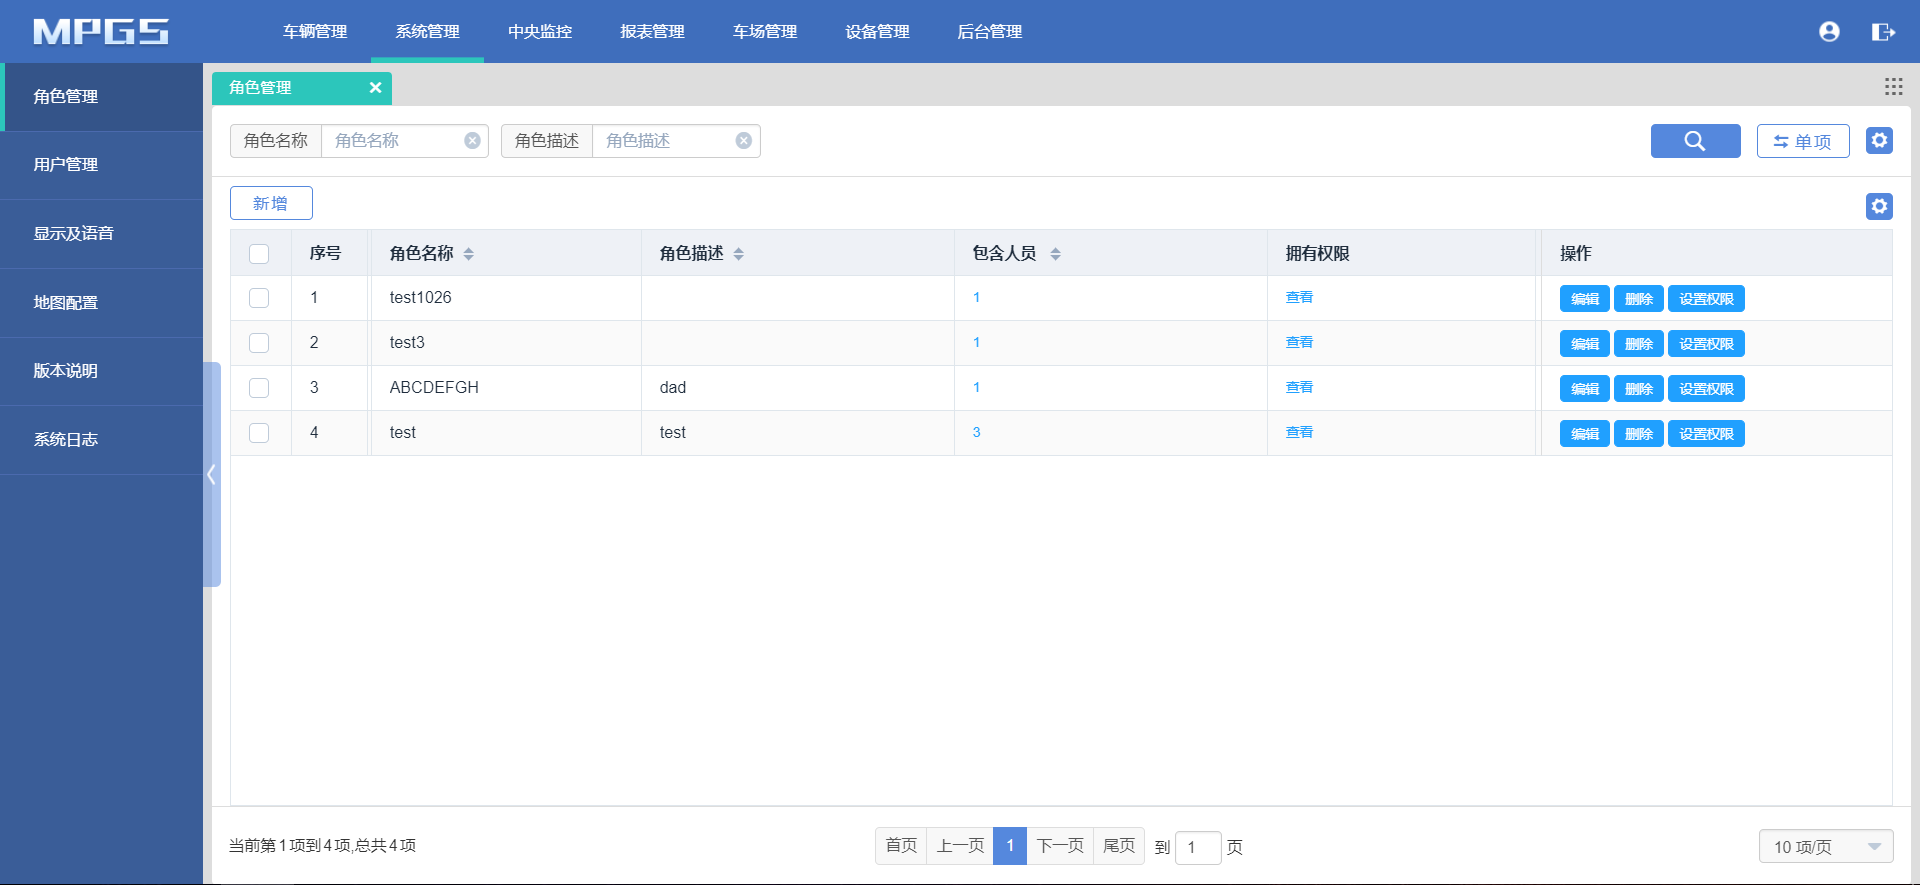 MPGS 车辆管理 系统管理 中央监控 报表管理 车场管理 设备管理 后台管理
角色管理
用户管理
显示及语音
地图配置
版本说明
系统日志
角色管理
角色名称 角色名称 角色描述 角色描述 单项
新增
序号 角色名称 角色描述 包含人员 拥有权限 操作
1 test1026 1 查看 编辑 删除 设置权限
2 test3 1 查看 编辑 删除 设置权限
3 ABCDEFGH dad 1 查看 编辑 删除 设置权限
4 test test 3 查看 编辑 删除 设置权限
当前第1项到4项,总共4项 首页 上一页 1 下一页 尾页 到 1 页 10 项/页